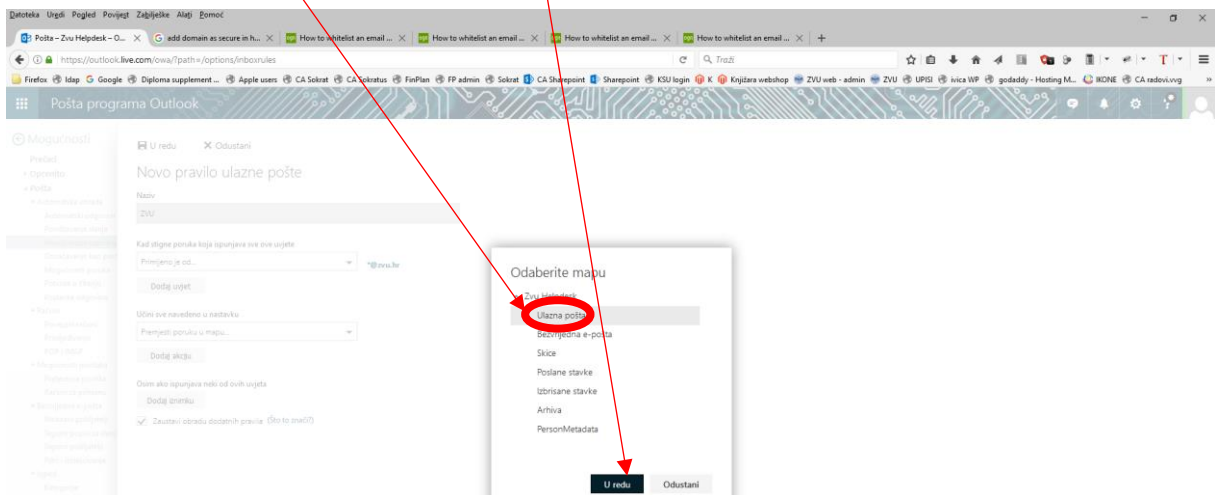 Datoteka Uredi Pogled Povijest Zabilješke Alati Pomoć
Pošta – Zvu Helpdesk – O... add domain as secure in h... How to whitelist an email ... How to whitelist an email ... How to whitelist an email ... How to whitelist an email ...
https://outlook.live.com/owa/?path=/options/inboxrules Traži
Firefox ldap Google Diploma supplement ... Apple users CA Sokrat CA Sokratus FinPlan FP admin Sokrat CA Sharepoint Sharepoint KSU login K Knjižara webshop ZVU web - admin ZVU UPISI ivica WP godaddy - Hosting M... IKONE CA radovi.vvg
Pošta programa Outlook
Mogućnosti
U redu Odustani
Prečaci
Novo pravilo ulazne pošte
Općenito
Pošta
Naziv
ZVU
Kad stigne poruka koja ispunjava sve ove uvjete
Primljeno je od... *@zvu.hr
Dodaj uvjet
Učini sve navedeno u nastavku
Premjesti poruku u mapu...
Dodaj akciju
Osim ako ispunjava neki od ovih uvjeta
Dodaj iznimku
Zaustavi obradu dodatnih pravila (Što to znači?)
Odaberite mapu
Zvu Helpdesk
Ulazna pošta
Bezvrijedna e-pošta
Skice
Poslane stavke
Izbrisane stavke
Arhiva
PersonMetadata
U redu Odustani